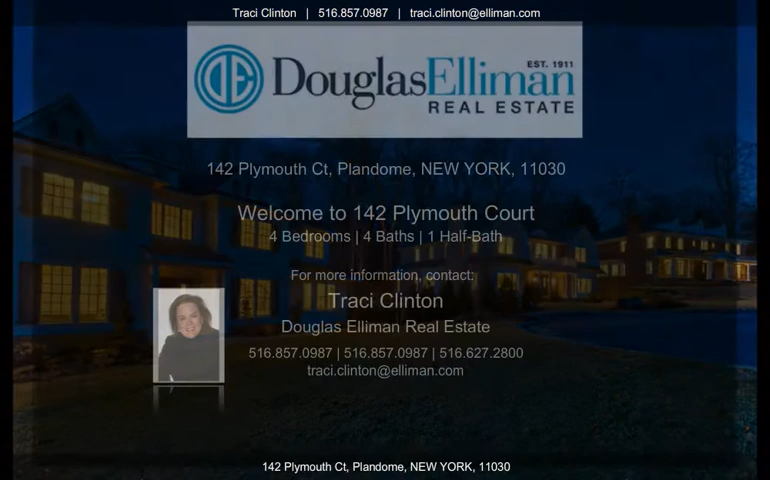 Traci Clinton | 516.857.0987 | traci.clinton@elliman.com
DE
EST. 1911
DouglasElliman
REAL ESTATE
142 Plymouth Ct, Plandome, NEW YORK, 11030
Welcome to 142 Plymouth Court
4 Bedrooms | 4 Baths | 1 Half-Bath
For more information, contact:
Traci Clinton
Douglas Elliman Real Estate
516.857.0987 | 516.857.0987 | 516.627.2800
traci.clinton@elliman.com
142 Plymouth Ct, Plandome, NEW YORK, 11030